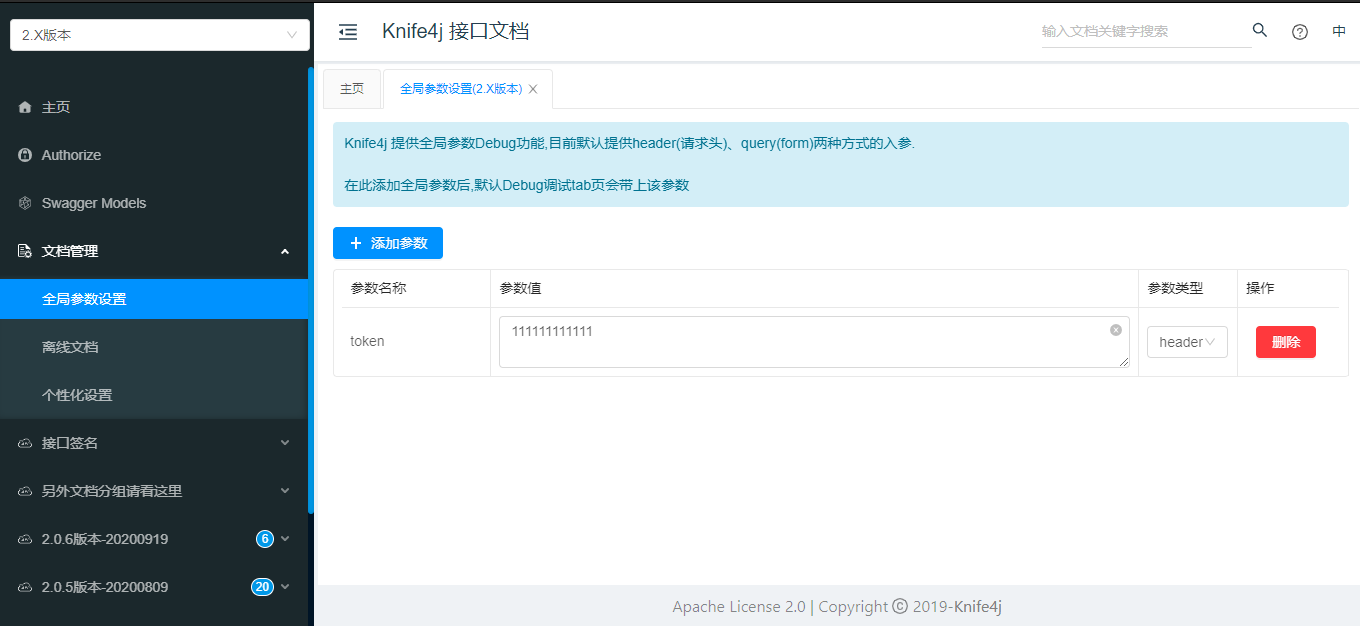 2.X版本
主页
Authorize
Swagger Models
文档管理
全局参数设置
离线文档
个性化设置
接口签名
另外文档分组请看这里
2.0.6版本-20200919 6
2.0.5版本-20200809 20
Knife4j 接口文档
输入文档关键字搜索
中
主页
全局参数设置(2.X版本)
Knife4j 提供全局参数Debug功能,目前默认提供header(请求头)、query(form)两种方式的入参.
在此添加全局参数后,默认Debug调试tab页会带上该参数
添加参数
参数名称 参数值 参数类型 操作
token 111111111111 header 删除
Apache License 2.0 | Copyright © 2019-Knife4j